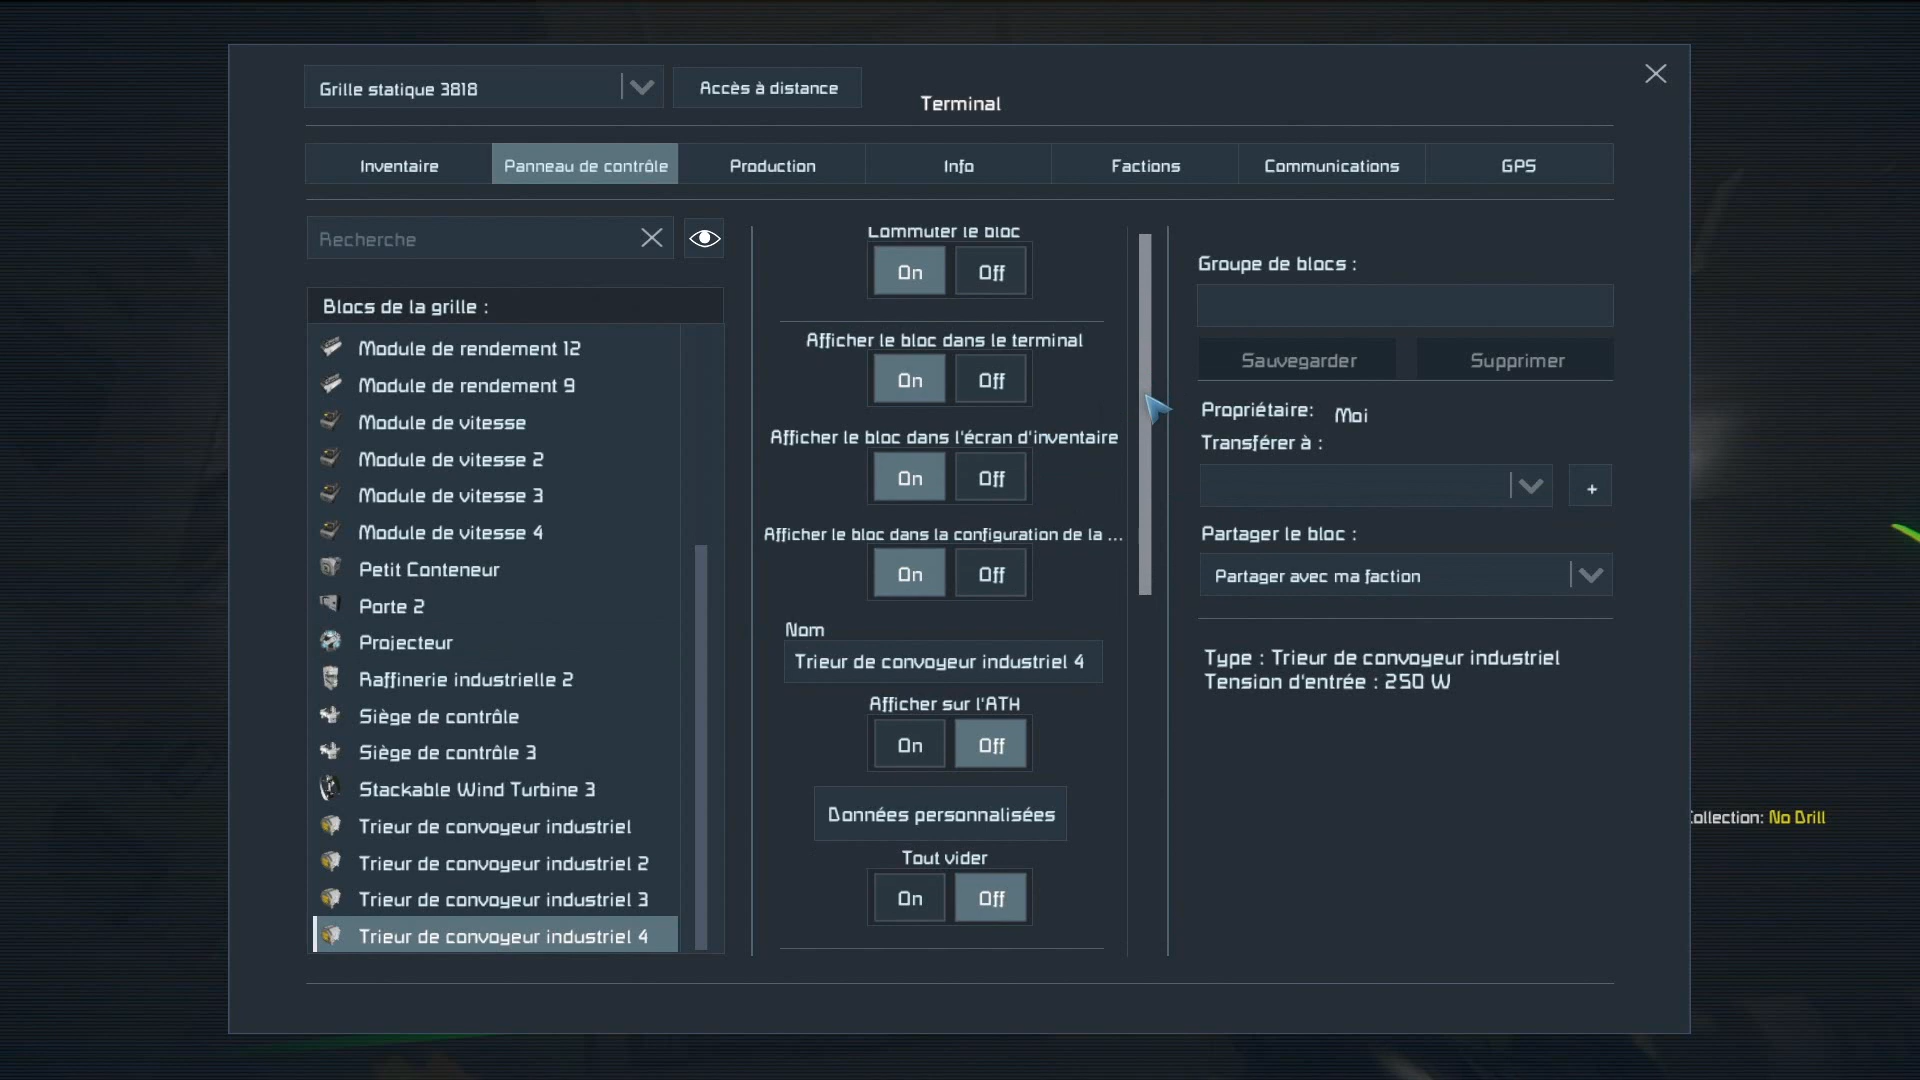 Grille statique 3818
Accès à distance
Terminal
Inventaire
Panneau de contrôle
Production
Info
Factions
Communications
GPS
Recherche
Blocs de la grille :
Module de rendement 12
Module de rendement 9
Module de vitesse
Module de vitesse 2
Module de vitesse 3
Module de vitesse 4
Petit Conteneur
Porte 2
Projecteur
Raffinerie industrielle 2
Siège de contrôle
Siège de contrôle 3
Stackable Wind Turbine 3
Trieur de convoyeur industriel
Trieur de convoyeur industriel 2
Trieur de convoyeur industriel 3
Trieur de convoyeur industriel 4
Commuter le bloc
On Off
Afficher le bloc dans le terminal
On Off
Afficher le bloc dans l'écran d'inventaire
On Off
Afficher le bloc dans la configuration de la ...
On Off
Nom
Trieur de convoyeur industriel 4
Afficher sur l'ATH
On Off
Données personnalisées
Tout vider
On Off
Groupe de blocs :
Sauvegarder
Supprimer
Propriétaire: Moi
Transférer à :
+
Partager le bloc :
Partager avec ma faction
Type : Trieur de convoyeur industriel
Tension d'entrée : 250 W
ollection: No Drill